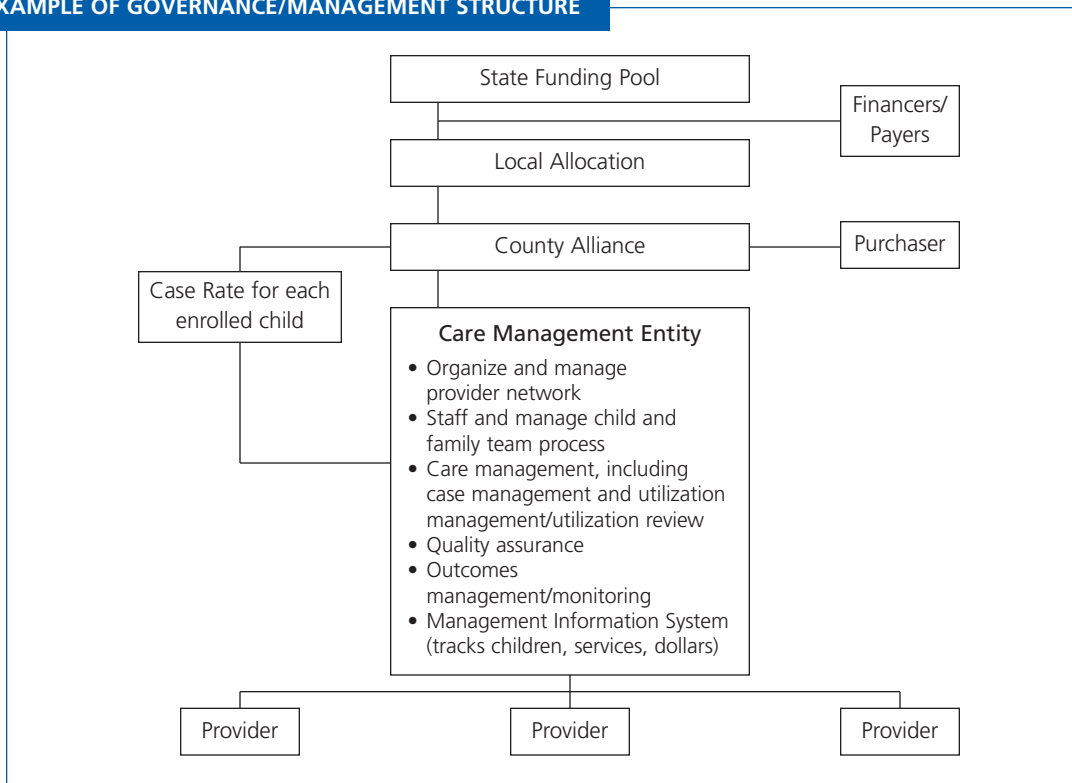 XAMPLE OF GOVERNANCE/MANAGEMENT STRUCTURE
State Funding Pool
Financers/
Payers
Local Allocation
County Alliance
Purchaser
Case Rate for each
enrolled child
Care Management Entity
• Organize and manage
provider network
• Staff and manage child and
family team process
• Care management, including
case management and utilization
management/utilization review
• Quality assurance
• Outcomes
management/monitoring
• Management Information System
(tracks children, services, dollars)
Provider
Provider
Provider